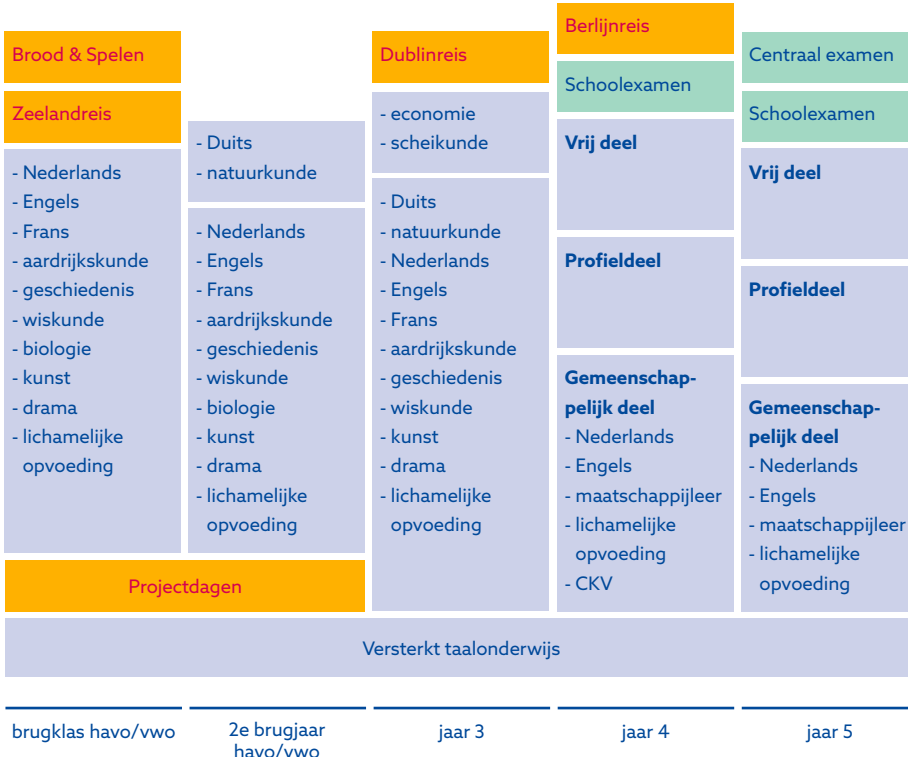 Brood & Spelen
Zeelandreis
- Nederlands
- Engels
- Frans
- aardrijkskunde
- geschiedenis
- wiskunde
- biologie
- kunst
- drama
- lichamelijke
opvoeding
- Duits
- natuurkunde
- Nederlands
- Engels
- Frans
- aardrijkskunde
- geschiedenis
- wiskunde
- biologie
- kunst
- drama
- lichamelijke
opvoeding
Projectdagen
Dublinreis
- economie
- scheikunde
- Duits
- natuurkunde
- Nederlands
- Engels
- Frans
- aardrijkskunde
- geschiedenis
- wiskunde
- kunst
- drama
- lichamelijke
opvoeding
Berlijnreis
Schoolexamen
Vrij deel
Profieldeel
Gemeenschap-
pelijk deel
- Nederlands
- Engels
- maatschappijleer
- lichamelijke
opvoeding
- CKV
Centraal examen
Schoolexamen
Vrij deel
Profieldeel
Gemeenschap-
pelijk deel
- Nederlands
- Engels
- maatschappijleer
- lichamelijke
opvoeding
Versterkt taalonderwijs
brugklas havo/vwo
2e brugjaar
havo/vwo
jaar 3
jaar 4
jaar 5